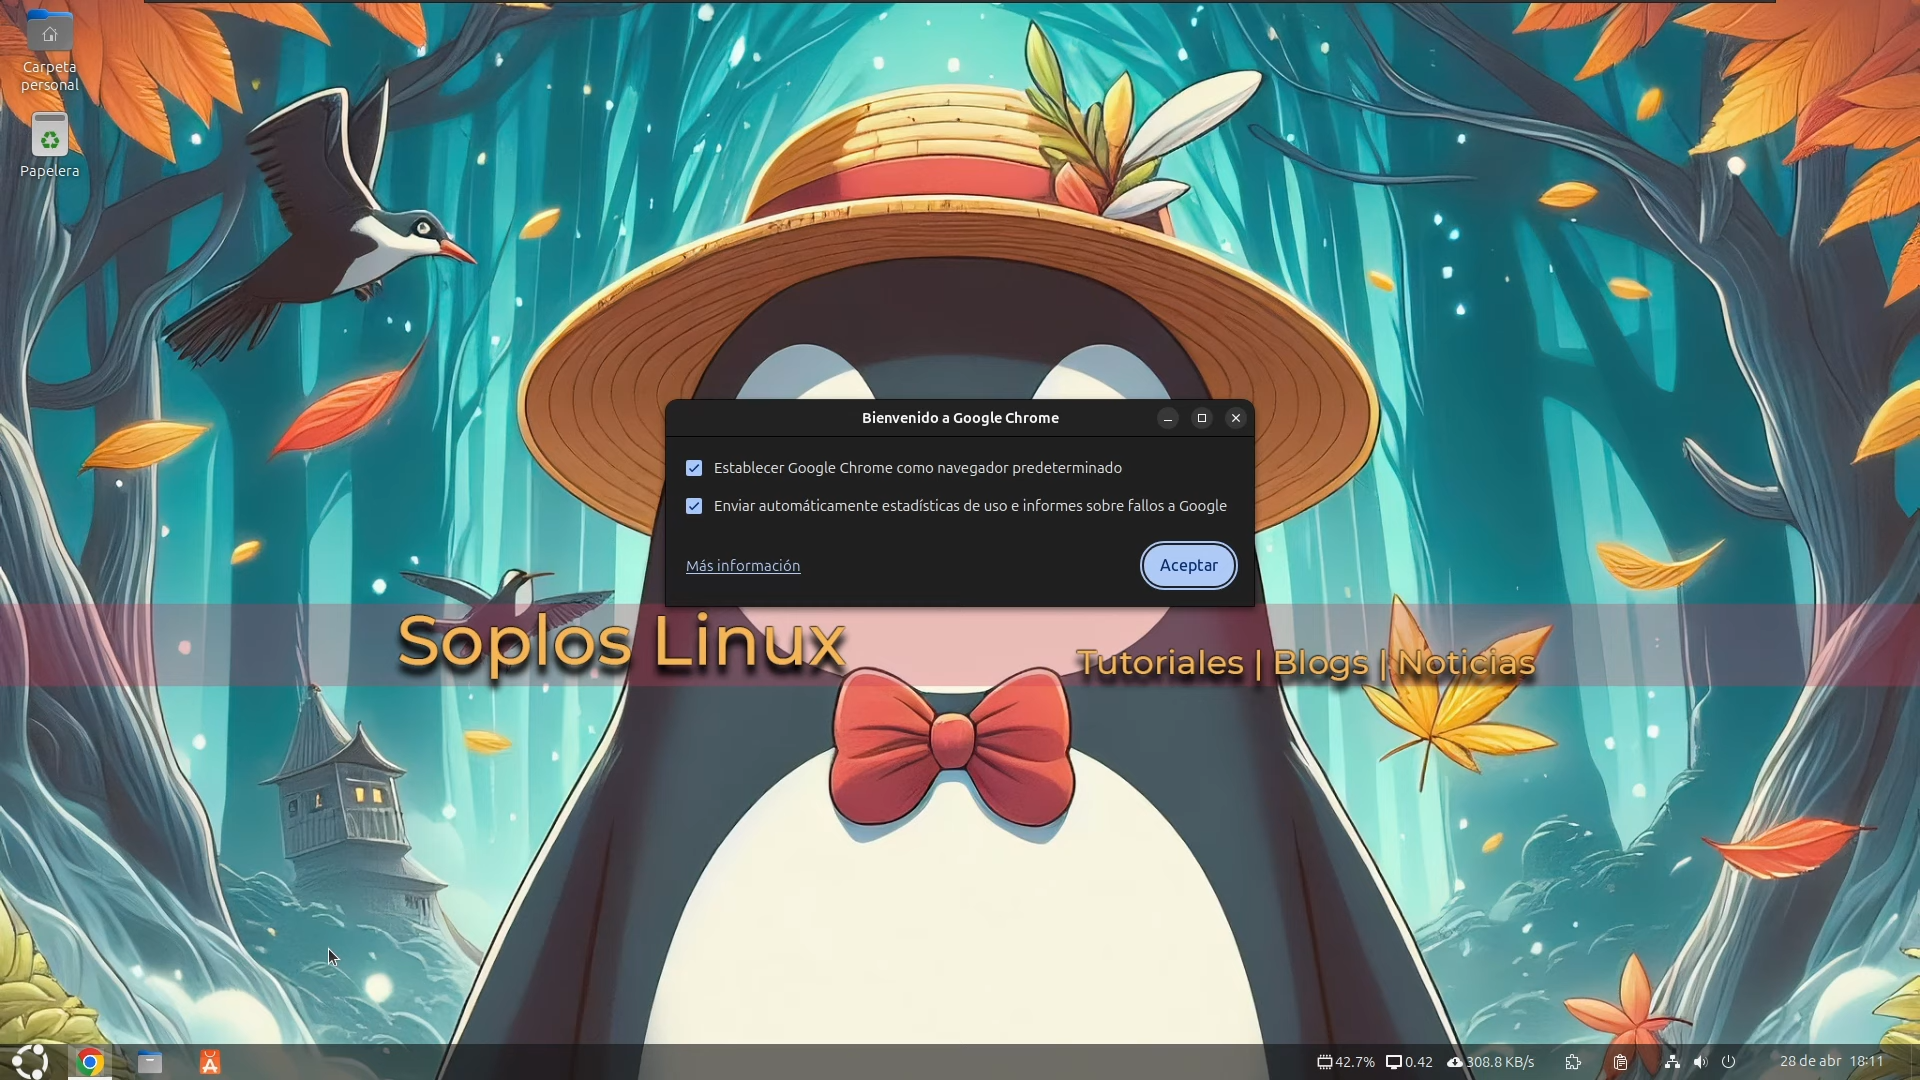 Carpeta
personal
Papelera
Bienvenido a Google Chrome
Establecer Google Chrome como navegador predeterminado
Enviar automáticamente estadísticas de uso e informes sobre fallos a Google
Más información
Aceptar
Soplos Linux
Tutoriales | Blogs | Noticias
42.7% 0.42 308.8 KB/s 28 de abr 18:11